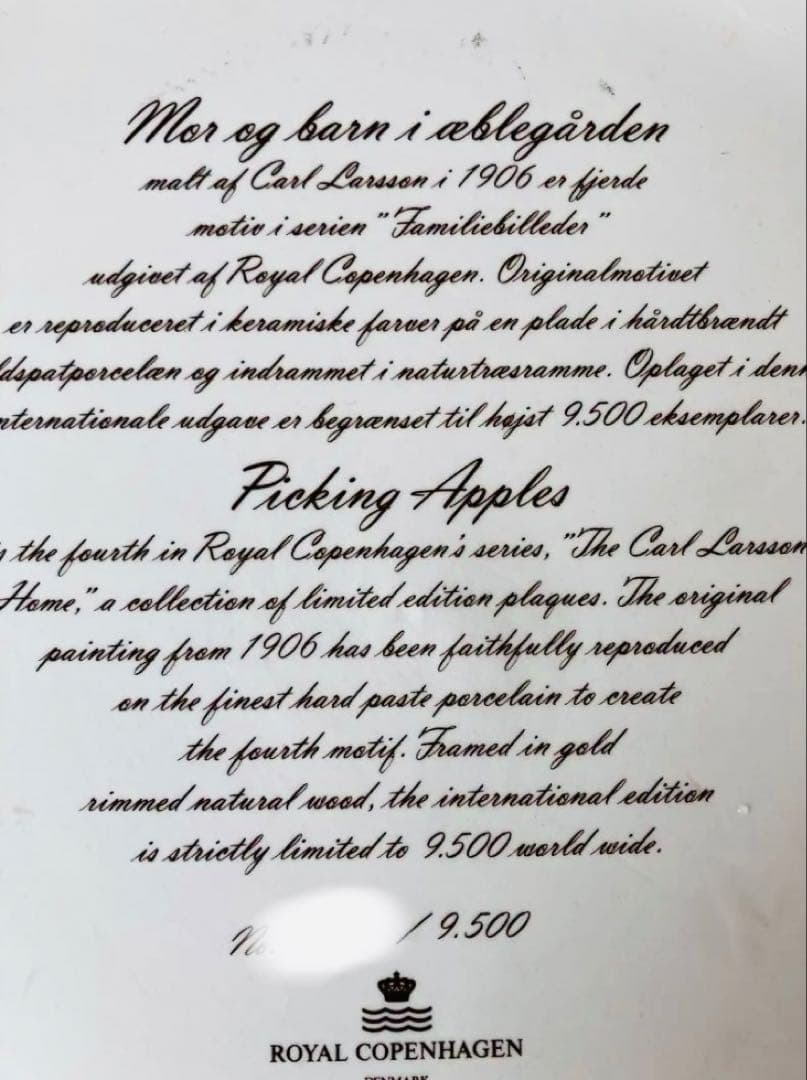 Mor og barn i æblegården
malt af Carl Larsson i 1906 er fjerde
motiv i serien "Familiebilleder"
udgivet af Royal Copenhagen. Originalmotivet
er reproduceret i keramiske farver på en plade i hårdtbrændt
ldspatporcelæn og indrammet i naturtræsramme. Oplaget i denn
nternationale udgave er begrænset til højst 9.500 eksemplarer.
Picking Apples
s the fourth in Royal Copenhagen's series, "The Carl Larsson
Home," a collection of limited edition plaques. The original
painting from 1906 has been faithfully reproduced
on the finest hard paste porcelain to create
the fourth motif. Framed in gold
rimmed natural wood, the international edition
is strictly limited to 9.500 world wide.
No. / 9.500
ROYAL COPENHAGEN
DENMARK